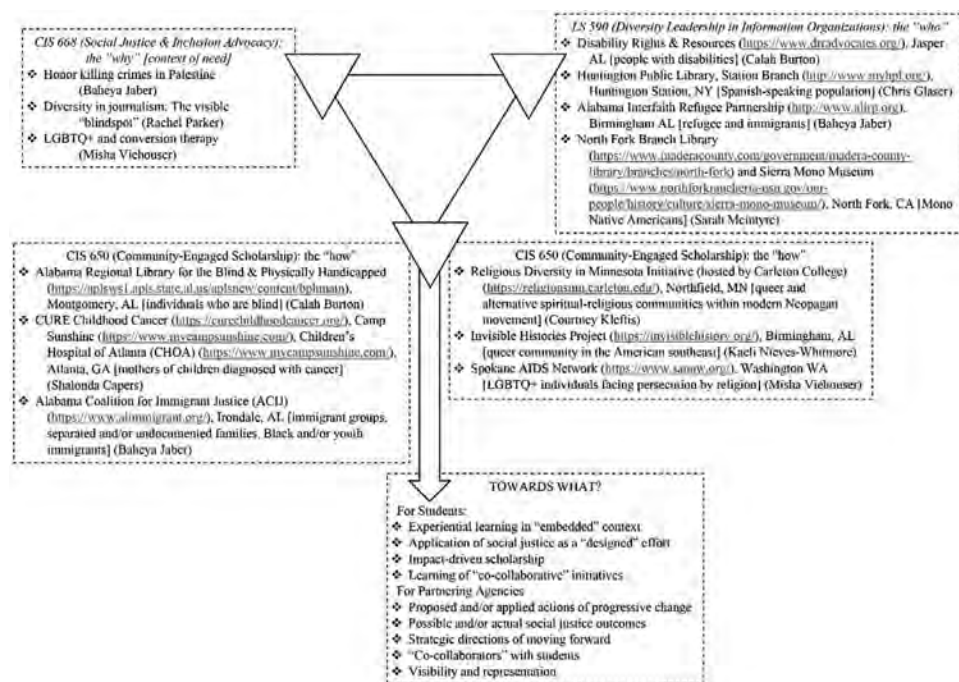 CIS 668 (Social Justice & Inclusion Advocacy):
the "why" [context of need]
❖ Honor killing crimes in Palestine
(Baheya Jaber)
❖ Diversity in journalism: The visible
"blindspot" (Rachel Parker)
❖ LGBTQ+ and conversion therapy
(Misha Viehouser)
LS 590 (Diversity Leadership in Information Organizations): the "who"
❖ Disability Rights & Resources (https://www.drradvocates.org/), Jasper
AL [people with disabilities] (Calah Burton)
❖ Huntington Public Library, Station Branch (http://www.myhpl.org/),
Huntington Station, NY [Spanish-speaking population] (Chris Glaser)
❖ Alabama Interfaith Refugee Partnership (http://www.alirp.org),
Birmingham AL [refugee and immigrants] (Baheya Jaber)
❖ North Fork Branch Library
(https://www.maderacounty.com/government/madera-county-
library/branches/north-fork) and Sierra Mono Museum
(https://www.northforkrancheria-nsn.gov/our-
people/history/culture/sierra-mono-museum/), North Fork, CA [Mono
Native Americans] (Sarah Mcintyre)
CIS 650 (Community-Engaged Scholarship): the "how"
❖ Alabama Regional Library for the Blind & Physically Handicapped
Montgomery, AL [individuals who are blind] (Calah Burton)
❖ CURE Childhood Cancer (https://curechildhoodcancer.org/), Camp
Sunshine (https://www.mycampsunshine.com/), Children's
Hospital of Atlanta (CHOA) (https://www.mycampsunshine.com/),
Atlanta, GA [mothers of children diagnosed with cancer]
(Shalonda Capers)
❖ Alabama Coalition for Immigrant Justice (ACIJ)
(https://www.alimmigrant.org/), Irondale, AL [immigrant groups,
separated and/or undocumented families, Black and/or youth
immigrants] (Baheya Jaber)
CIS 650 (Community-Engaged Scholarship): the "how"
❖ Religious Diversity in Minnesota Initiative (hosted by Carleton College)
(https://religionsmn.carleton.edu/), Northfield, MN [queer and
alternative spiritual-religious communities within modern Neopagan
movement] (Courtney Kleftis)
❖ Invisible Histories Project (https://invisiblehistory.org/), Birmingham, AL
[queer community in the American southeast] (Kaeli Nieves-Whitmore)
❖ Spokane AIDS Network (https://www.sannw.org/), Washington WA
[LGBTQ+ individuals facing persecution by religion] (Misha Viehouser)
TOWARDS WHAT?
For Students:
❖ Experiential learning in "embedded" context
❖ Application of social justice as a "designed" effort
❖ Impact-driven scholarship
❖ Learning of "co-collaborative" initiatives
For Partnering Agencies
❖ Proposed and/or applied actions of progressive change
❖ Possible and/or actual social justice outcomes
❖ Strategic directions of moving forward
❖ "Co-collaborators" with students
❖ Visibility and representation